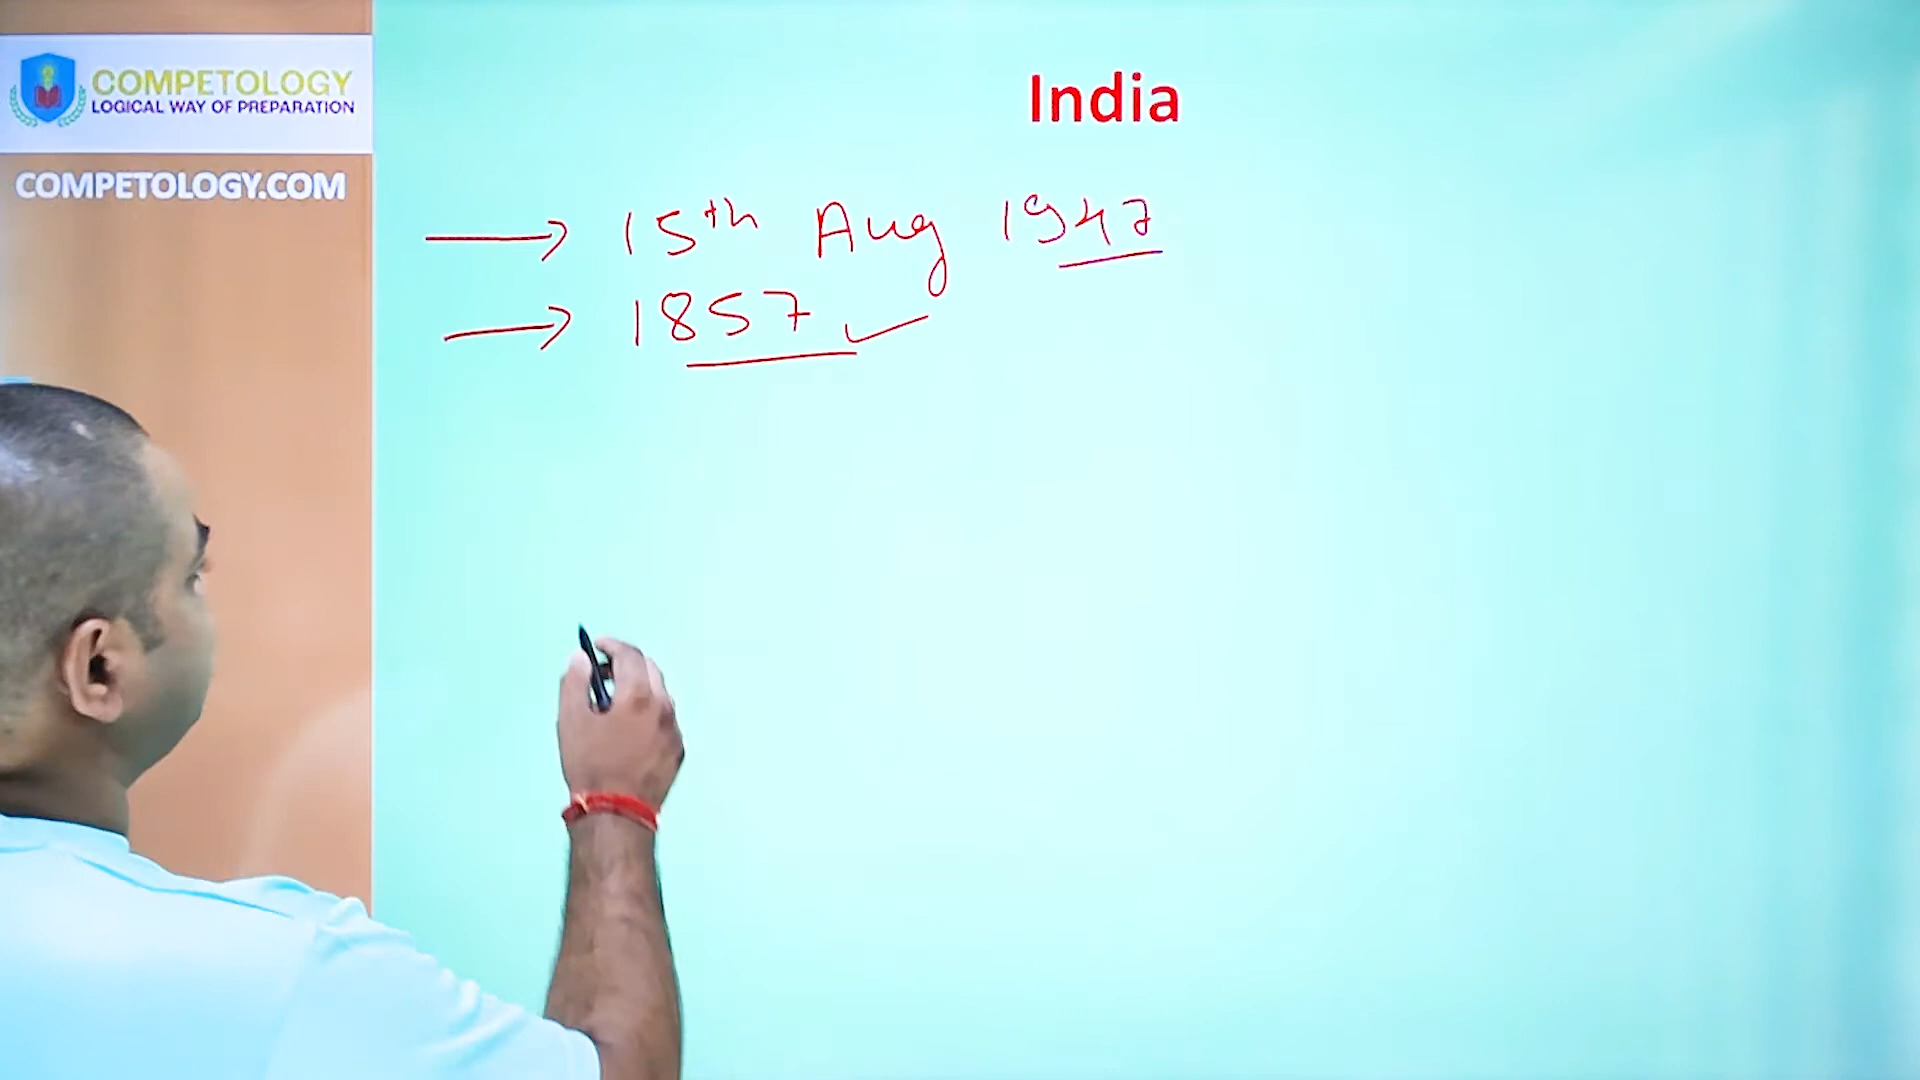 COMPETOLOGY
LOGICAL WAY OF PREPARATION
COMPETOLOGY.COM
India
→ 15th Aug 1947
→ 1857 ✓